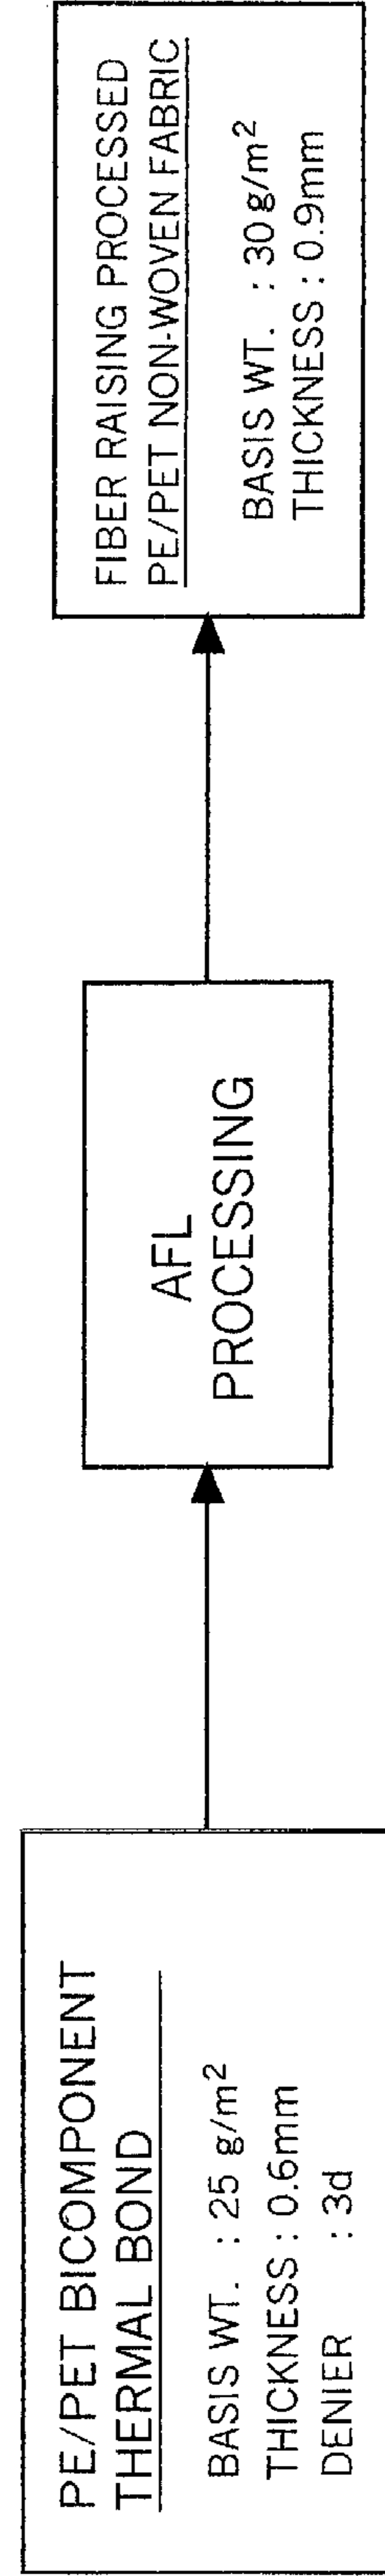 PE/PET BICOMPONENT
THERMAL BOND
BASIS WT. : 25 g/m²
THICKNESS : 0.6mm
DENIER : 3d
AFL
PROCESSING
FIBER RAISING PROCESSED
PE/PET NON-WOVEN FABRIC
BASIS WT. : 30g/m²
THICKNESS : 0.9mm